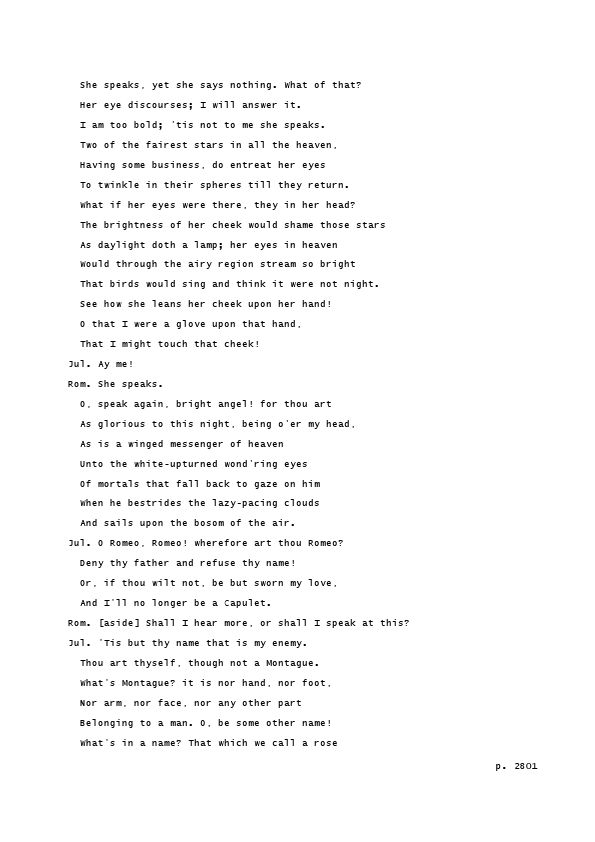 She speaks, yet she says nothing. What of that?
Her eye discourses; I will answer it.
I am too bold; 'tis not to me she speaks.
Two of the fairest stars in all the heaven,
Having some business, do entreat her eyes
To twinkle in their spheres till they return.
What if her eyes were there, they in her head?
The brightness of her cheek would shame those stars
As daylight doth a lamp; her eyes in heaven
Would through the airy region stream so bright
That birds would sing and think it were not night.
See how she leans her cheek upon her hand!
O that I were a glove upon that hand,
That I might touch that cheek!
Jul. Ay me!
Rom. She speaks.
O, speak again, bright angel! for thou art
As glorious to this night, being o'er my head,
As is a winged messenger of heaven
Unto the white-upturned wond'ring eyes
Of mortals that fall back to gaze on him
When he bestrides the lazy-pacing clouds
And sails upon the bosom of the air.
Jul. O Romeo, Romeo! wherefore art thou Romeo?
Deny thy father and refuse thy name!
Or, if thou wilt not, be but sworn my love,
And I'll no longer be a Capulet.
Rom. [aside] Shall I hear more, or shall I speak at this?
Jul. 'Tis but thy name that is my enemy.
Thou art thyself, though not a Montague.
What's Montague? it is nor hand, nor foot,
Nor arm, nor face, nor any other part
Belonging to a man. O, be some other name!
What's in a name? That which we call a rose
p. 2801